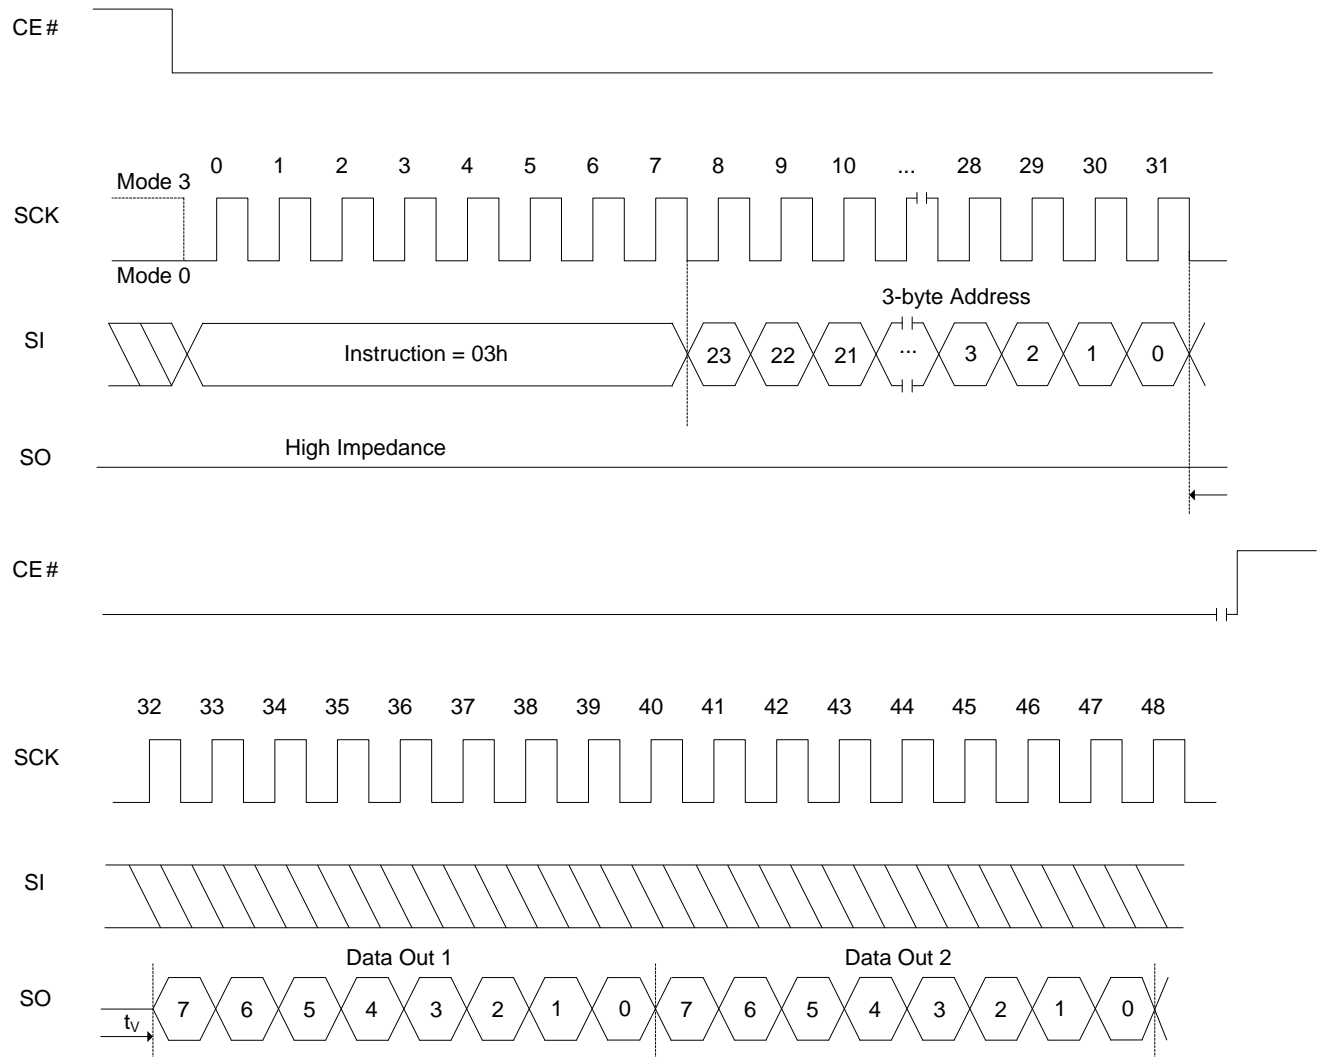 CE#
0 1 2 3 4 5 6 7 8 9 10 ... 28 29 30 31
Mode 3
SCK
Mode 0
3-byte Address
SI
Instruction = 03h 23 22 21 ... 3 2 1 0
High Impedance
SO
CE#
32 33 34 35 36 37 38 39 40 41 42 43 44 45 46 47 48
SCK
SI
Data Out 1 Data Out 2
SO
7 6 5 4 3 2 1 0 7 6 5 4 3 2 1 0
tV